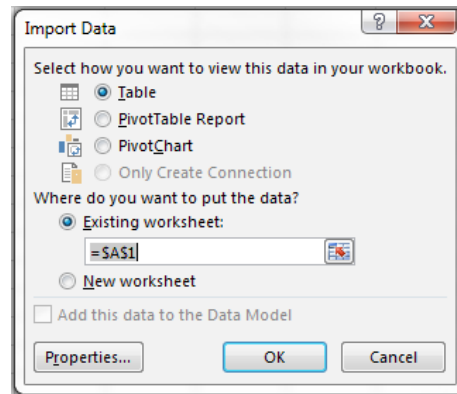 Import Data
Select how you want to view this data in your workbook.
Table
PivotTable Report
PivotChart
Only Create Connection
Where do you want to put the data?
Existing worksheet:
=$A$1
New worksheet
Add this data to the Data Model
Properties... OK Cancel